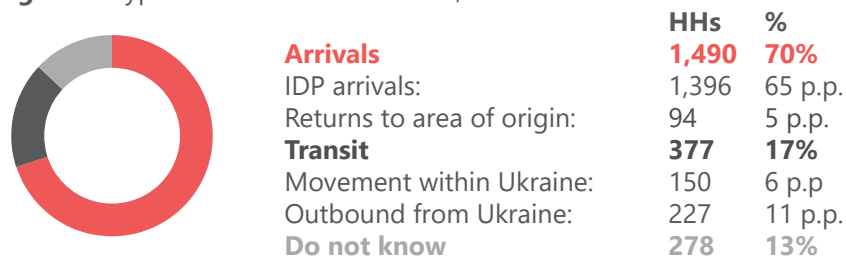 HHs %
Arrivals 1,490 70%
IDP arrivals: 1,396 65 p.p.
Returns to area of origin: 94 5 p.p.
Transit 377 17%
Movement within Ukraine: 150 6 p.p
Outbound from Ukraine: 227 11 p.p.
Do not know 278 13%